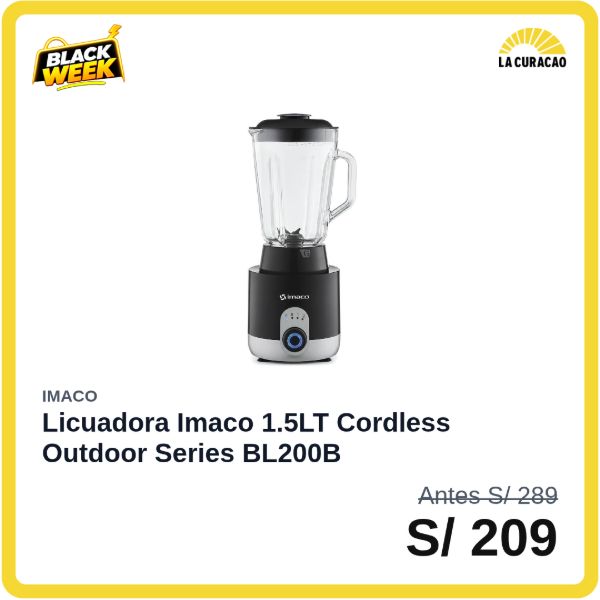 BLACK
WEEK
LA CURACAO
imaco
IMACO
Licuadora Imaco 1.5LT Cordless
Outdoor Series BL200B
Antes S/ 289
S/ 209